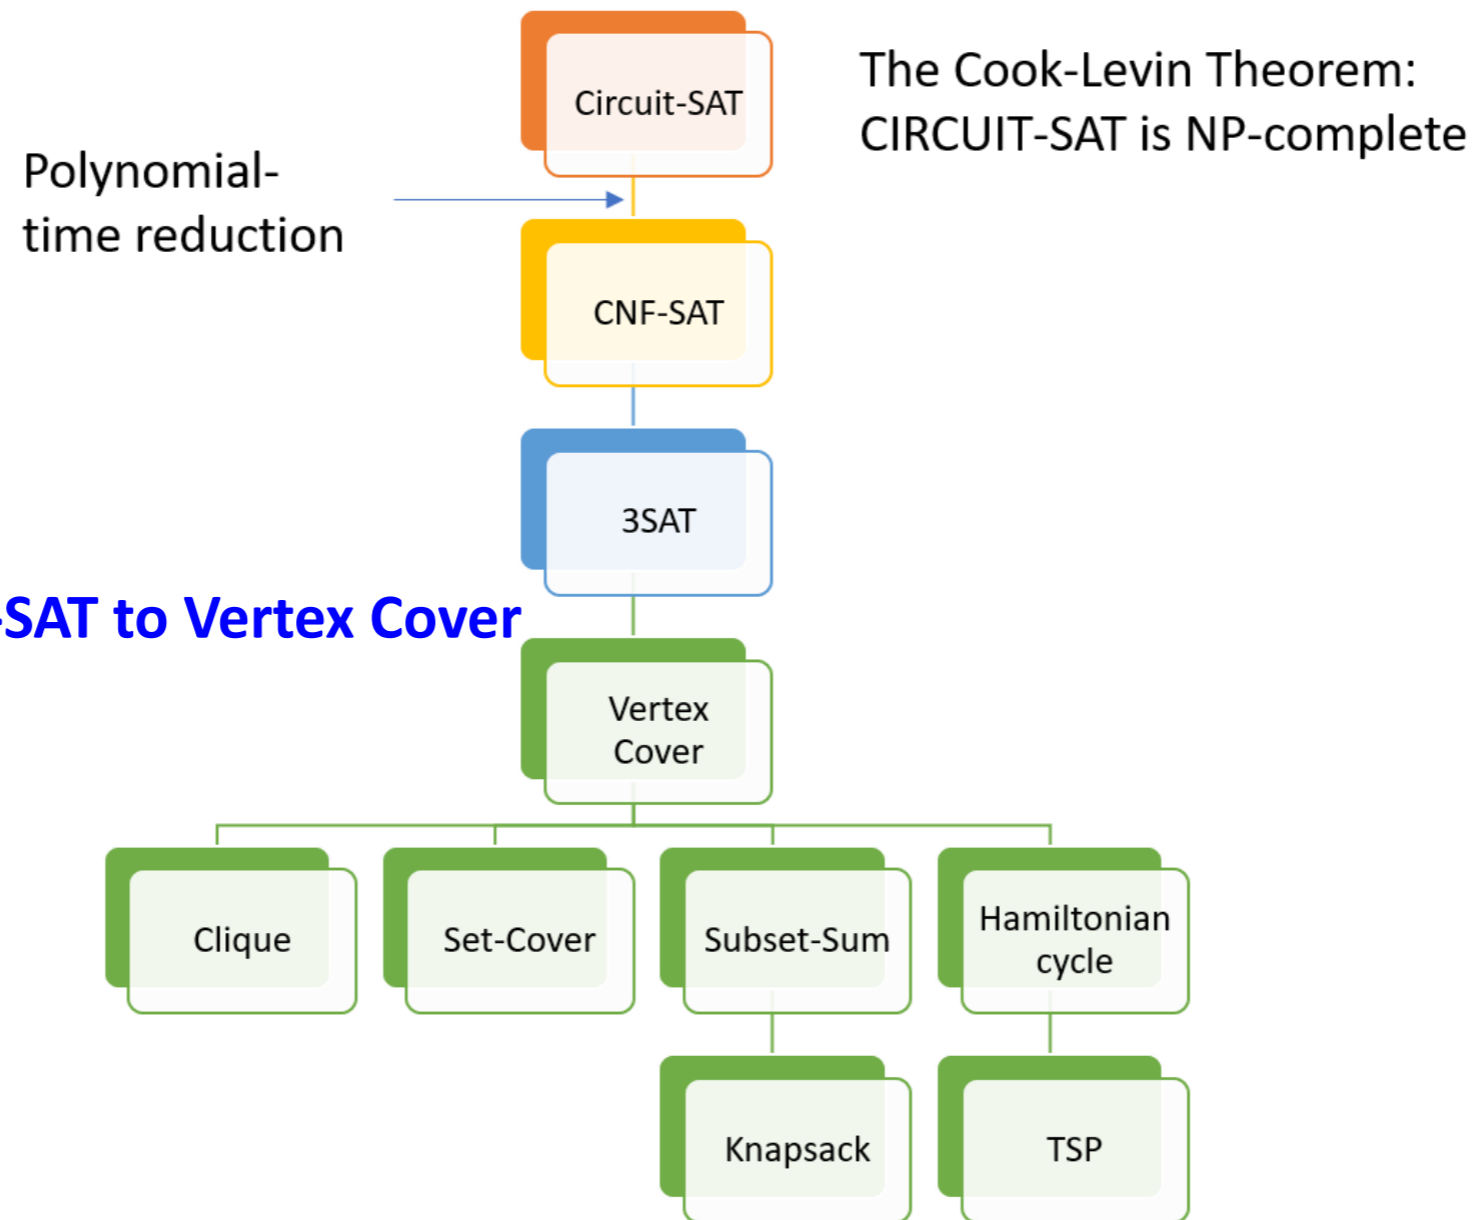 Circuit-SAT
The Cook-Levin Theorem:
CIRCUIT-SAT is NP-complete
Polynomial-
time reduction
CNF-SAT
3SAT
-SAT to Vertex Cover
Vertex
Cover
Clique
Set-Cover
Subset-Sum
Hamiltonian
cycle
Knapsack
TSP